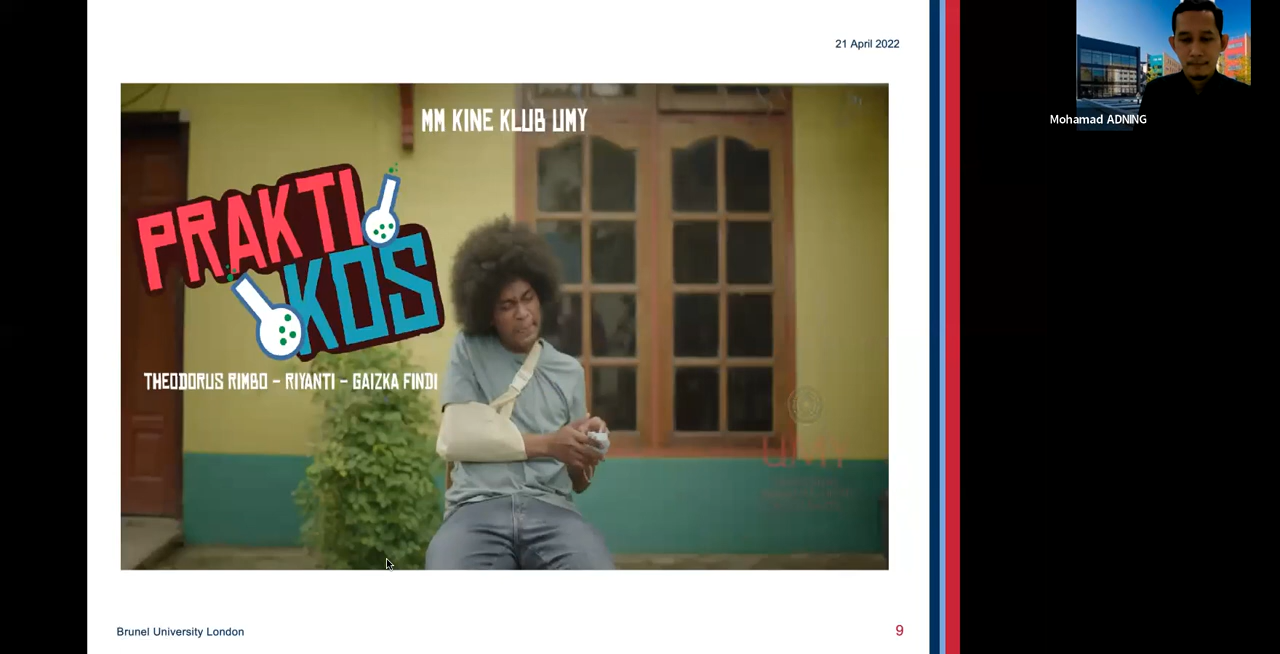 21 April 2022
MM KINE KLUB UMY
PRAKTI
KOS
THEODORUS RIMBO - RIYANTI - GAIZKA FINDI
UMY
Brunel University London
9
Mohamad ADNING